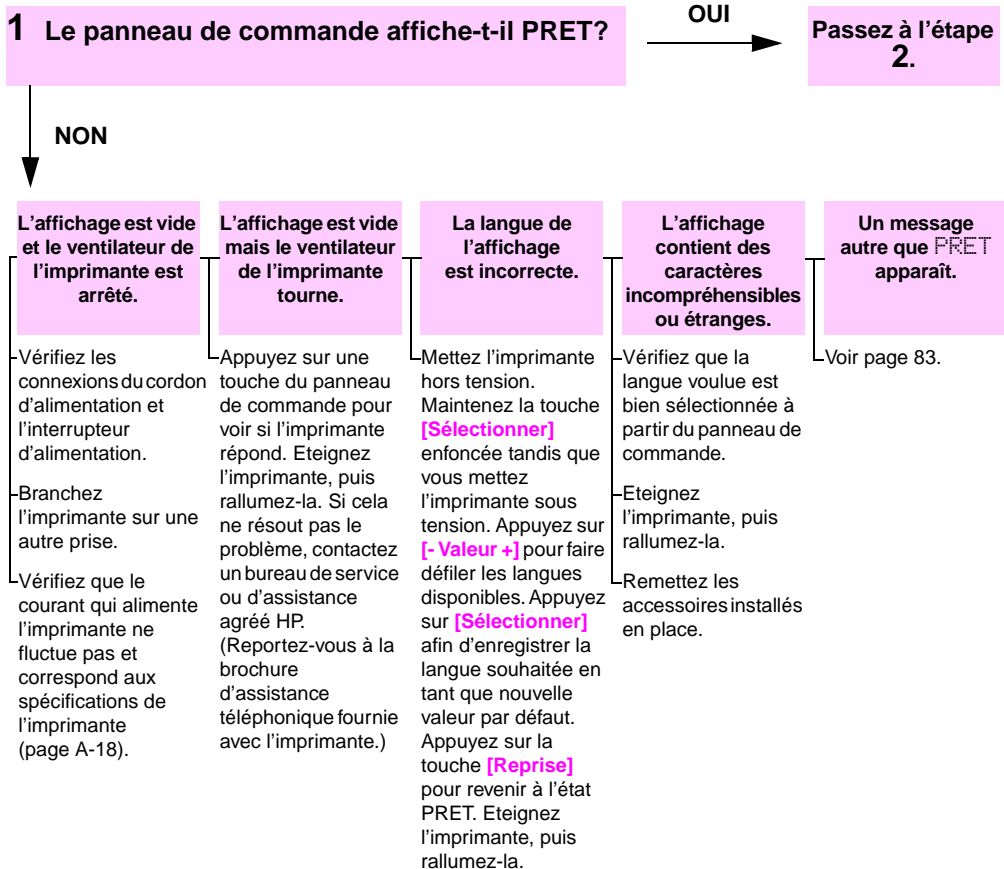 1 Le panneau de commande affiche-t-il PRET?
OUI
Passez à l'étape
2.
NON
L'affichage est vide
et le ventilateur de
l'imprimante est
arrêté.
Vérifiez les
connexions du cordon
d'alimentation et
l'interrupteur
d'alimentation.
Branchez
l'imprimante sur une
autre prise.
Vérifiez que le
courant qui alimente
l'imprimante ne
fluctue pas et
correspond aux
spécifications de
l'imprimante
(page A-18).
L'affichage est vide
mais le ventilateur
de l'imprimante
tourne.
Appuyez sur une
touche du panneau
de commande pour
voir si l'imprimante
répond. Eteignez
l'imprimante, puis
rallumez-la. Si cela
ne résout pas le
problème, contactez
un bureau de service
ou d'assistance
agréé HP.
(Reportez-vous à la
brochure
d'assistance
téléphonique fournie
avec l'imprimante.)
La langue de
l'affichage
est incorrecte.
Mettez l'imprimante
hors tension.
Maintenez la touche
[Sélectionner]
enfoncée tandis que
vous mettez
l'imprimante sous
tension. Appuyez sur
[- Valeur +] pour faire
défiler les langues
disponibles. Appuyez
sur [Sélectionner]
afin d'enregistrer la
langue souhaitée en
tant que nouvelle
valeur par défaut.
Appuyez sur la
touche [Reprise]
pour revenir à l'état
PRET. Eteignez
l'imprimante, puis
rallumez-la.
L'affichage
contient des
caractères
incompréhensibles
ou étranges.
Vérifiez que la
langue voulue est
bien sélectionnée à
partir du panneau de
commande.
Eteignez
l'imprimante, puis
rallumez-la.
Remettez les
accessoires installés
en place.
Un message
autre que PRET
apparaît.
Voir page 83.